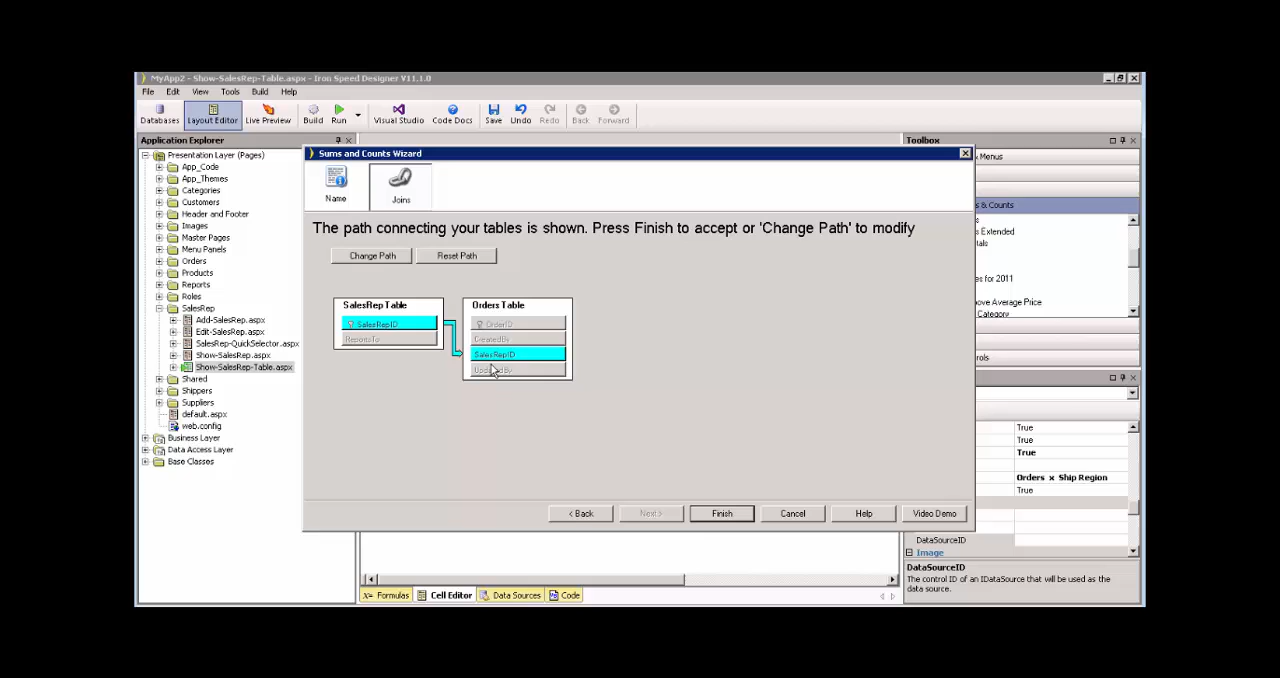 MyApp2 - Show-SalesRep-Table.aspx - Iron Speed Designer V11.1.0
File Edit View Tools Build Help
Databases Layout Editor Live Preview Build Run Visual Studio Code Docs Save Undo Redo Back Forward
Application Explorer
Presentation Layer (Pages)
App_Code
App_Themes
Categories
Customers
Header and Footer
Images
Master Pages
Menu Panels
Orders
Products
Reports
Roles
SalesRep
Add-SalesRep.aspx
Edit-SalesRep.aspx
SalesRep-QuickSelector.aspx
Show-SalesRep.aspx
Show-SalesRep-Table.aspx
Shared
Shippers
Suppliers
default.aspx
web.config
Business Layer
Data Access Layer
Base Classes
Sums and Counts Wizard
Name
Joins
The path connecting your tables is shown. Press Finish to accept or 'Change Path' to modify
Change Path Reset Path
SalesRep Table
SalesRepID
ReportsTo
Orders Table
OrderID
CreatedBy
SalesRepID
< Back Next > Finish Cancel Help Video Demo
x= Formulas Cell Editor Data Sources Code
Toolbox
Menus
& Counts
Extended
for 2011
Average Price
Category
True
True
True
Orders x Ship Region
True
DataSourceID
Image
DataSourceID
The control ID of an IDataSource that will be used as the
data source.